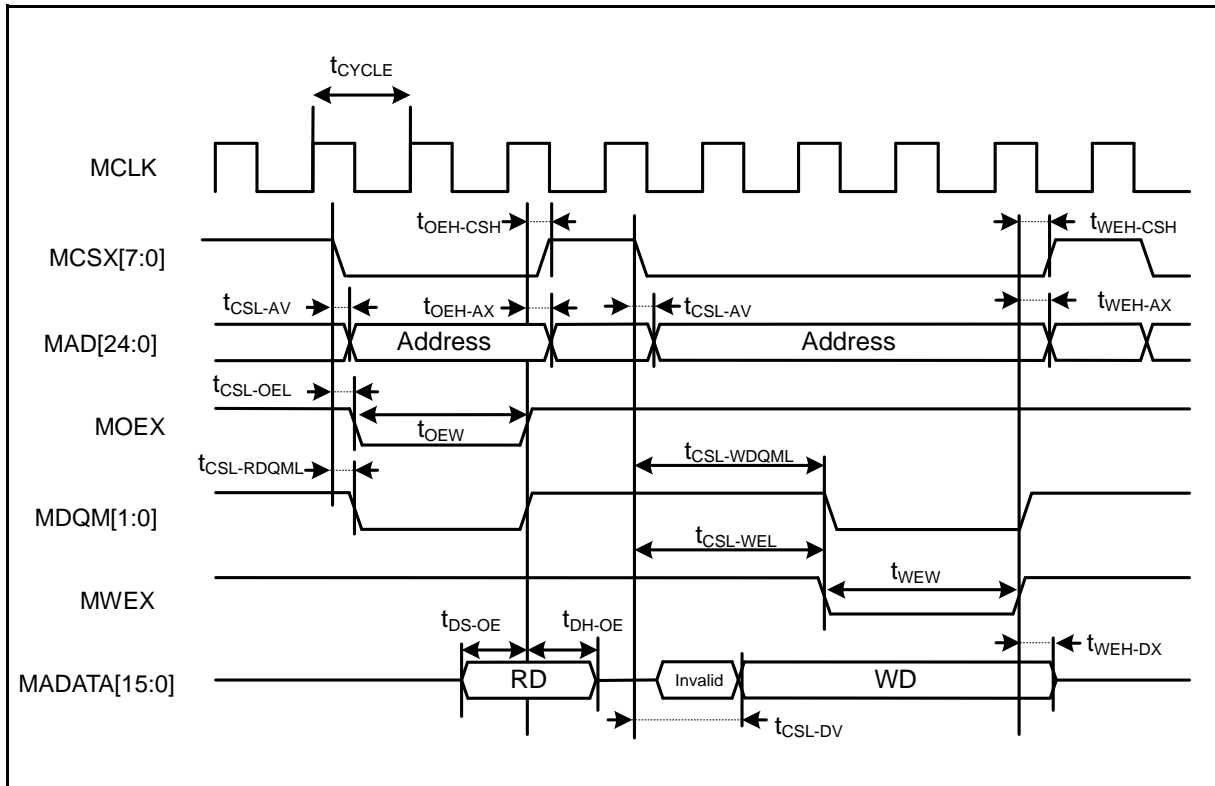 tCYCLE
MCLK
tOEH-CSH
tWEH-CSH
MCSX[7:0]
tCSL-AV
tOEH-AX
tCSL-AV
tWEH-AX
MAD[24:0]
Address
Address
tCSL-OEL
MOEX
tOEW
tCSL-WDQML
tCSL-RDQML
MDQM[1:0]
tCSL-WEL
tWEW
MWEX
tDS-OE
tDH-OE
tWEH-DX
MADATA[15:0]
RD
Invalid
WD
tCSL-DV